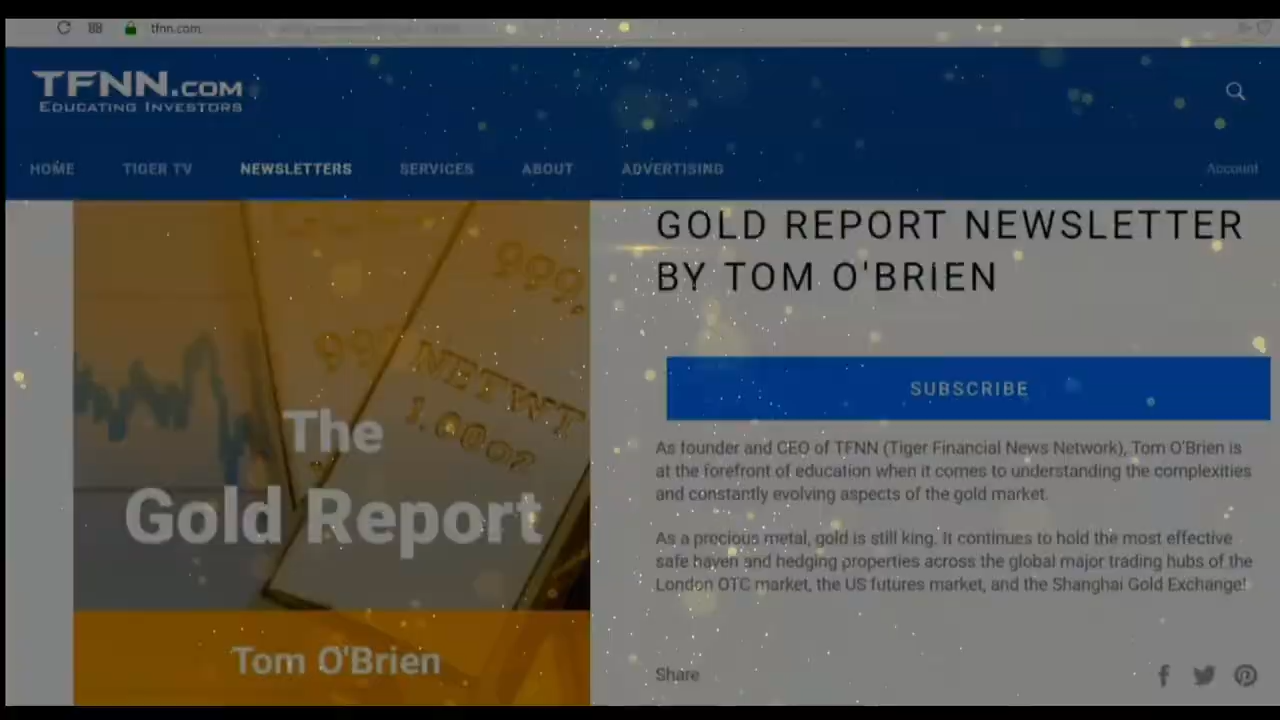 tfnn.com
TFNN.COM
EDUCATING INVESTORS
HOME TIGER TV NEWSLETTERS SERVICES ABOUT ADVERTISING Account
GOLD REPORT NEWSLETTER
BY TOM O'BRIEN
999,
999
NETWT
1.00OZ
The
Gold Report
Tom O'Brien
SUBSCRIBE
As founder and CEO of TFNN (Tiger Financial News Network), Tom O'Brien is
at the forefront of education when it comes to understanding the complexities
and constantly evolving aspects of the gold market.
As a precious metal, gold is still king. It continues to hold the most effective
safe haven and hedging properties across the global major trading hubs of the
London OTC market, the US futures market, and the Shanghai Gold Exchange!
Share